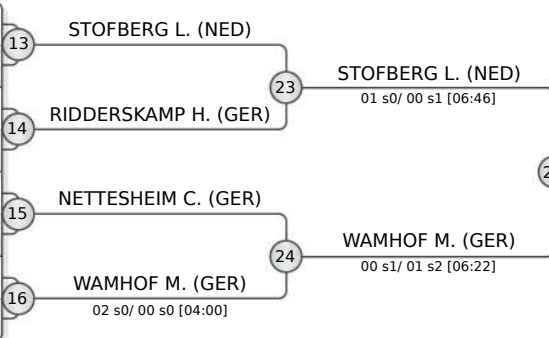 STOFBERG L. (NED)
13
STOFBERG L. (NED)
23
01 s0/ 00 s1 [06:46]
RIDDERSKAMP H. (GER)
14
NETTESHEIM C. (GER)
15
WAMHOF M. (GER)
24
00 s1/ 01 s2 [06:22]
WAMHOF M. (GER)
16
02 s0/ 00 s0 [04:00]